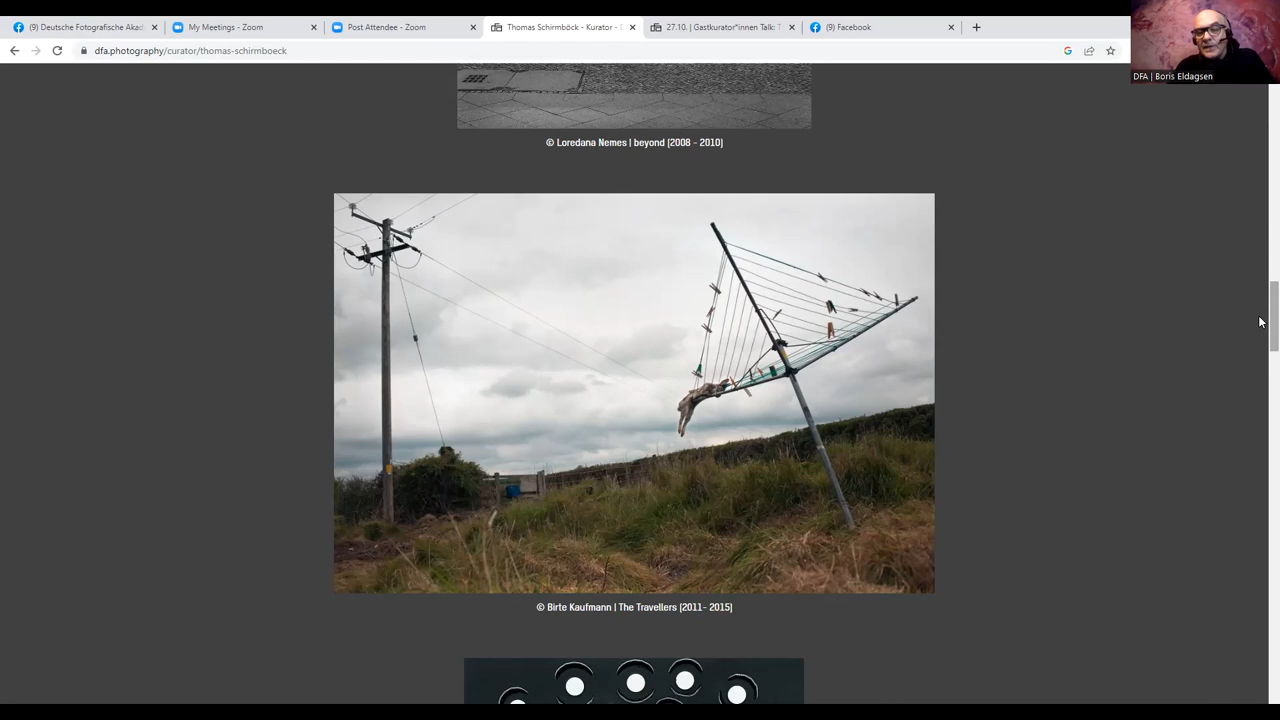 (9) Deutsche Fotografische Akad
My Meetings - Zoom
Post Attendee - Zoom
Thomas Schirmböck - Kurator - D
27.10. | Gastkurator*innen Talk: T
(9) Facebook
dfa.photography/curator/thomas-schirmboeck
DFA | Boris Eldagsen
© Loredana Nemes | beyond [2008 - 2010]
© Birte Kaufmann | The Travellers [2011- 2015]